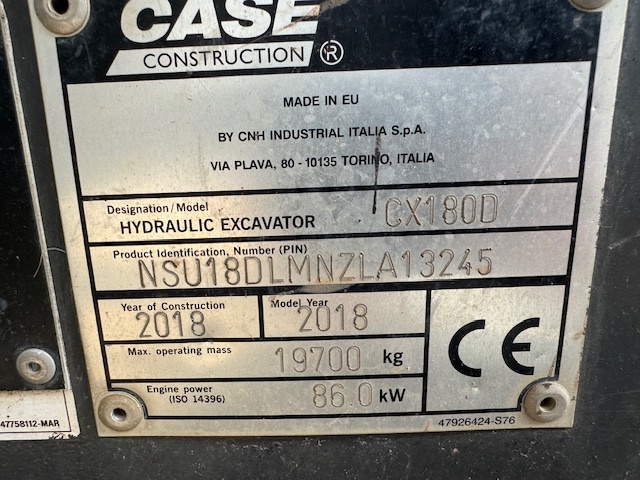 CASE
CONSTRUCTION ®
MADE IN EU
BY CNH INDUSTRIAL ITALIA S.p.A.
VIA PLAVA, 80 - 10135 TORINO, ITALIA
Designation/Model
HYDRAULIC EXCAVATOR CX180D
Product Identification, Number (PIN)
NSU18DLMNZLA13245
Year of Construction Model Year
2018 2018
Max. operating mass 19700 kg
Engine power
(ISO 14396) 86.0 kW
CE
47926424-S76
47758112-MAR